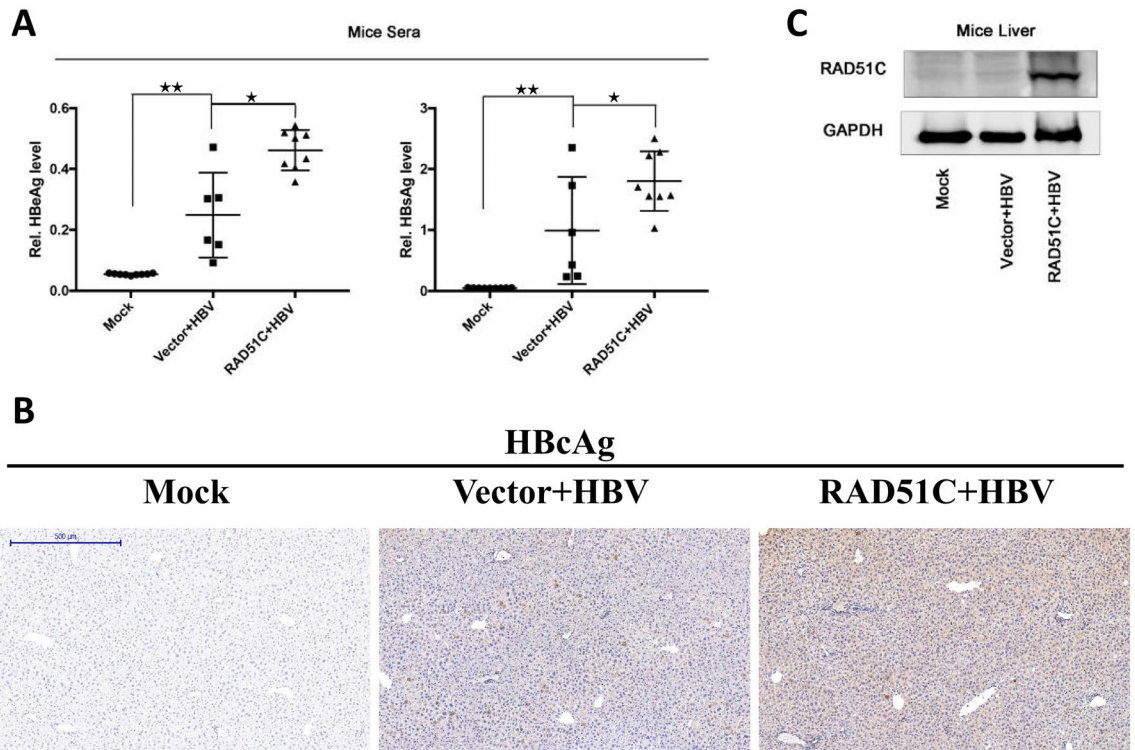 A
Mice Sera
★★
★
Rel. HBeAg level
0.6
0.4
0.2
0.0
Mock
Vector+HBV
RAD51C+HBV
★★
★
Rel. HBsAg level
3
2
1
0
Mock
Vector+HBV
RAD51C+HBV
C
Mice Liver
RAD51C
GAPDH
Mock
Vector+HBV
RAD51C+HBV
B
HBcAg
Mock
Vector+HBV
RAD51C+HBV
500 µm